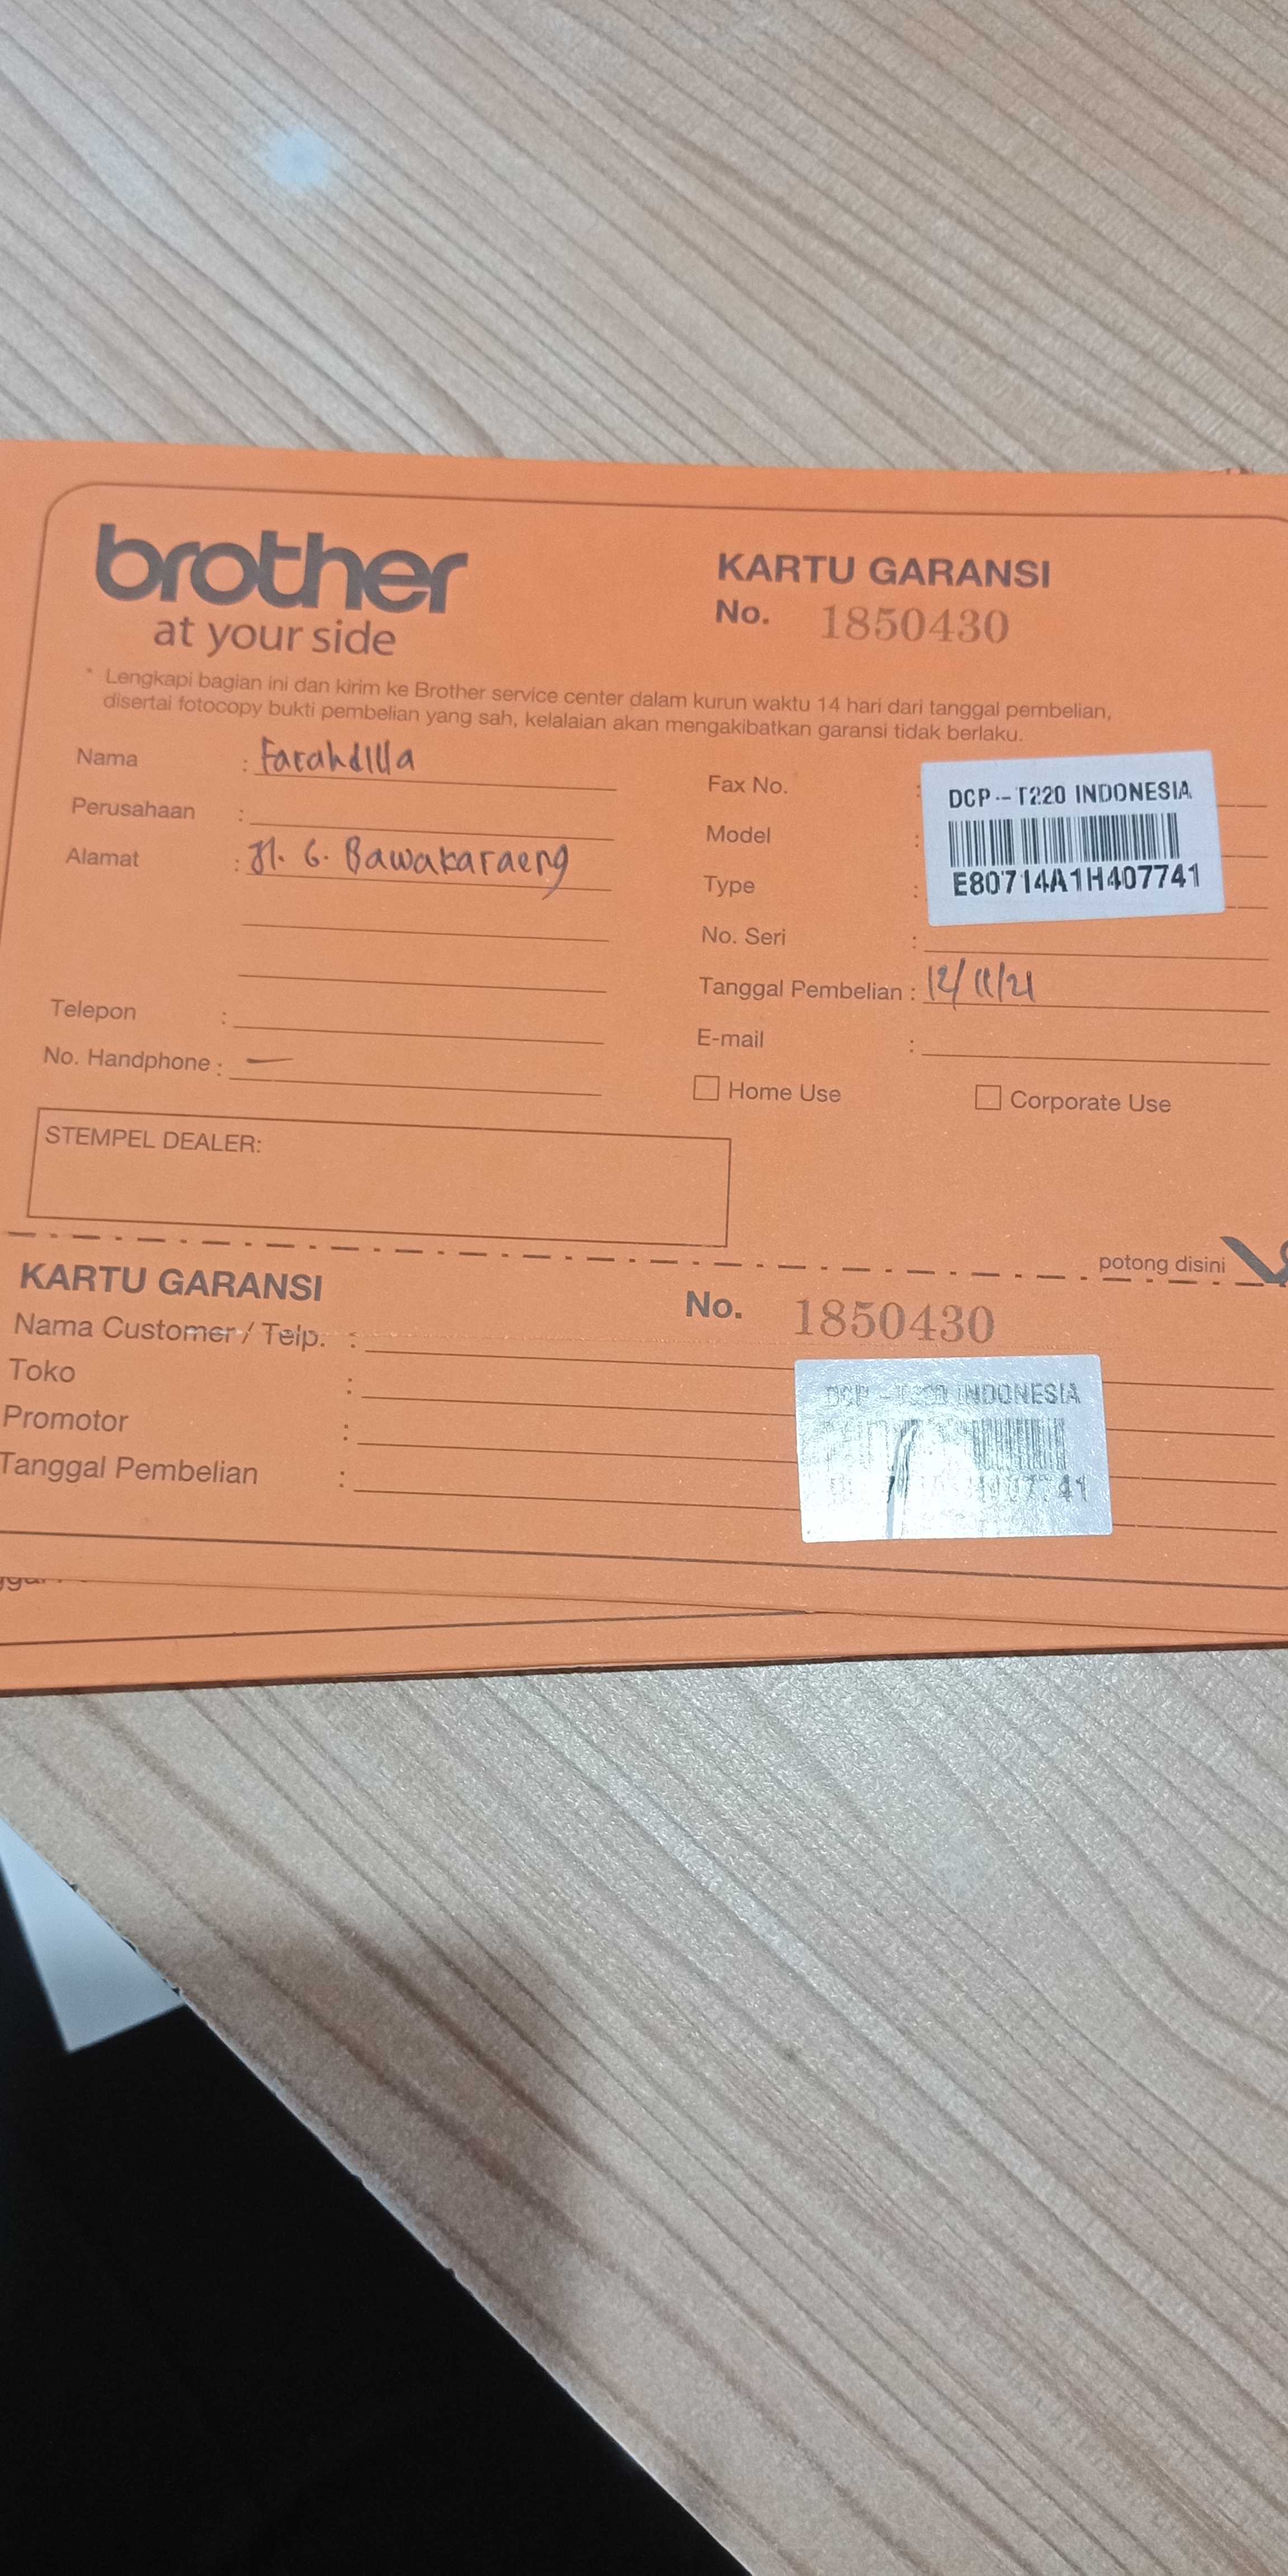 brother
at your side
KARTU GARANSI
No. 1850430
* Lengkapi bagian ini dan kirim ke Brother service center dalam kurun waktu 14 hari dari tanggal pembelian,
disertai fotocopy bukti pembelian yang sah, kelalaian akan mengakibatkan garansi tidak berlaku.
Nama : Farahdilla
Perusahaan :
Alamat : Jl. G. Bawakaraeng
Telepon :
No. Handphone : —
Fax No. :
Model :
Type :
No. Seri :
DCP-T220 INDONESIA
E80714A1H407741
Tanggal Pembelian : 12/11/21
E-mail :
Home Use
Corporate Use
STEMPEL DEALER:
potong disini
KARTU GARANSI
No. 1850430
Nama Customer / Telp. :
Toko :
Promotor :
Tanggal Pembelian :
INDONESIA